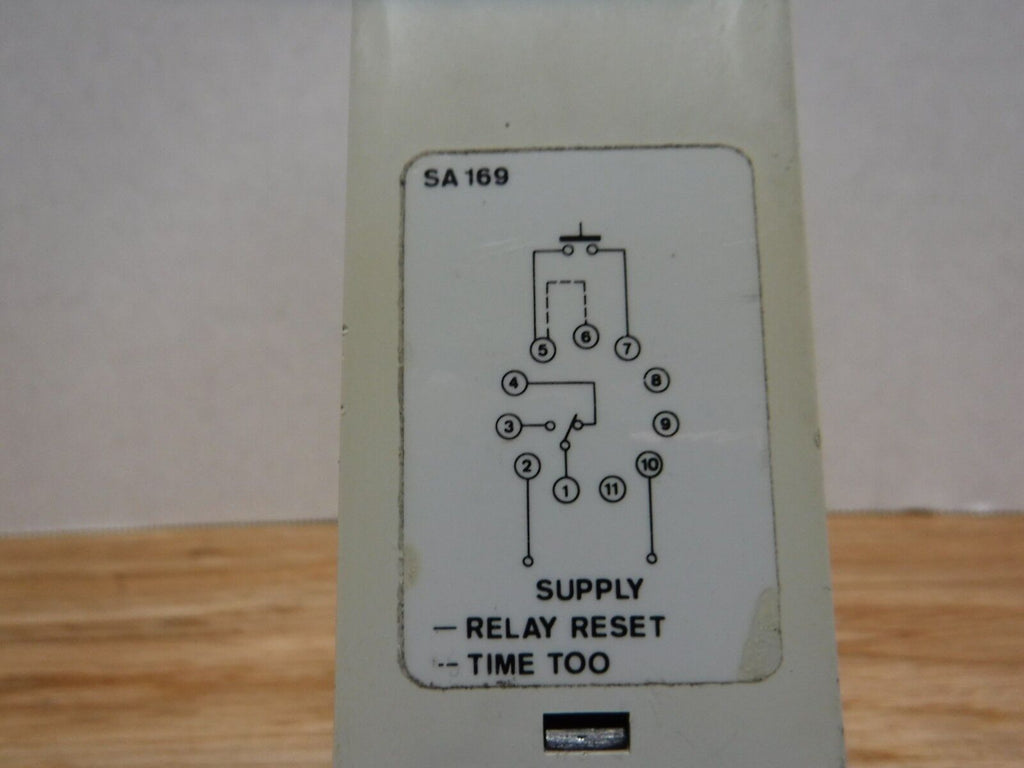 SA 169
5 6 7
4 8
3 9
2 10
1 11
SUPPLY
— RELAY RESET
--- TIME TOO